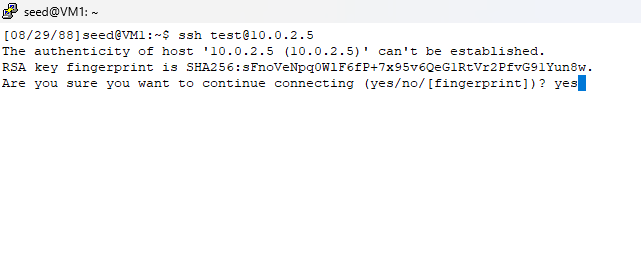 seed@VM1: ~
[08/29/88]seed@VM1:~$ ssh test@10.0.2.5
The authenticity of host '10.0.2.5 (10.0.2.5)' can't be established.
RSA key fingerprint is SHA256:sFnoVeNpq0WlF6fP+7x95v6QeGlRtVr2PfvG9lYun8w.
Are you sure you want to continue connecting (yes/no/[fingerprint])? yes